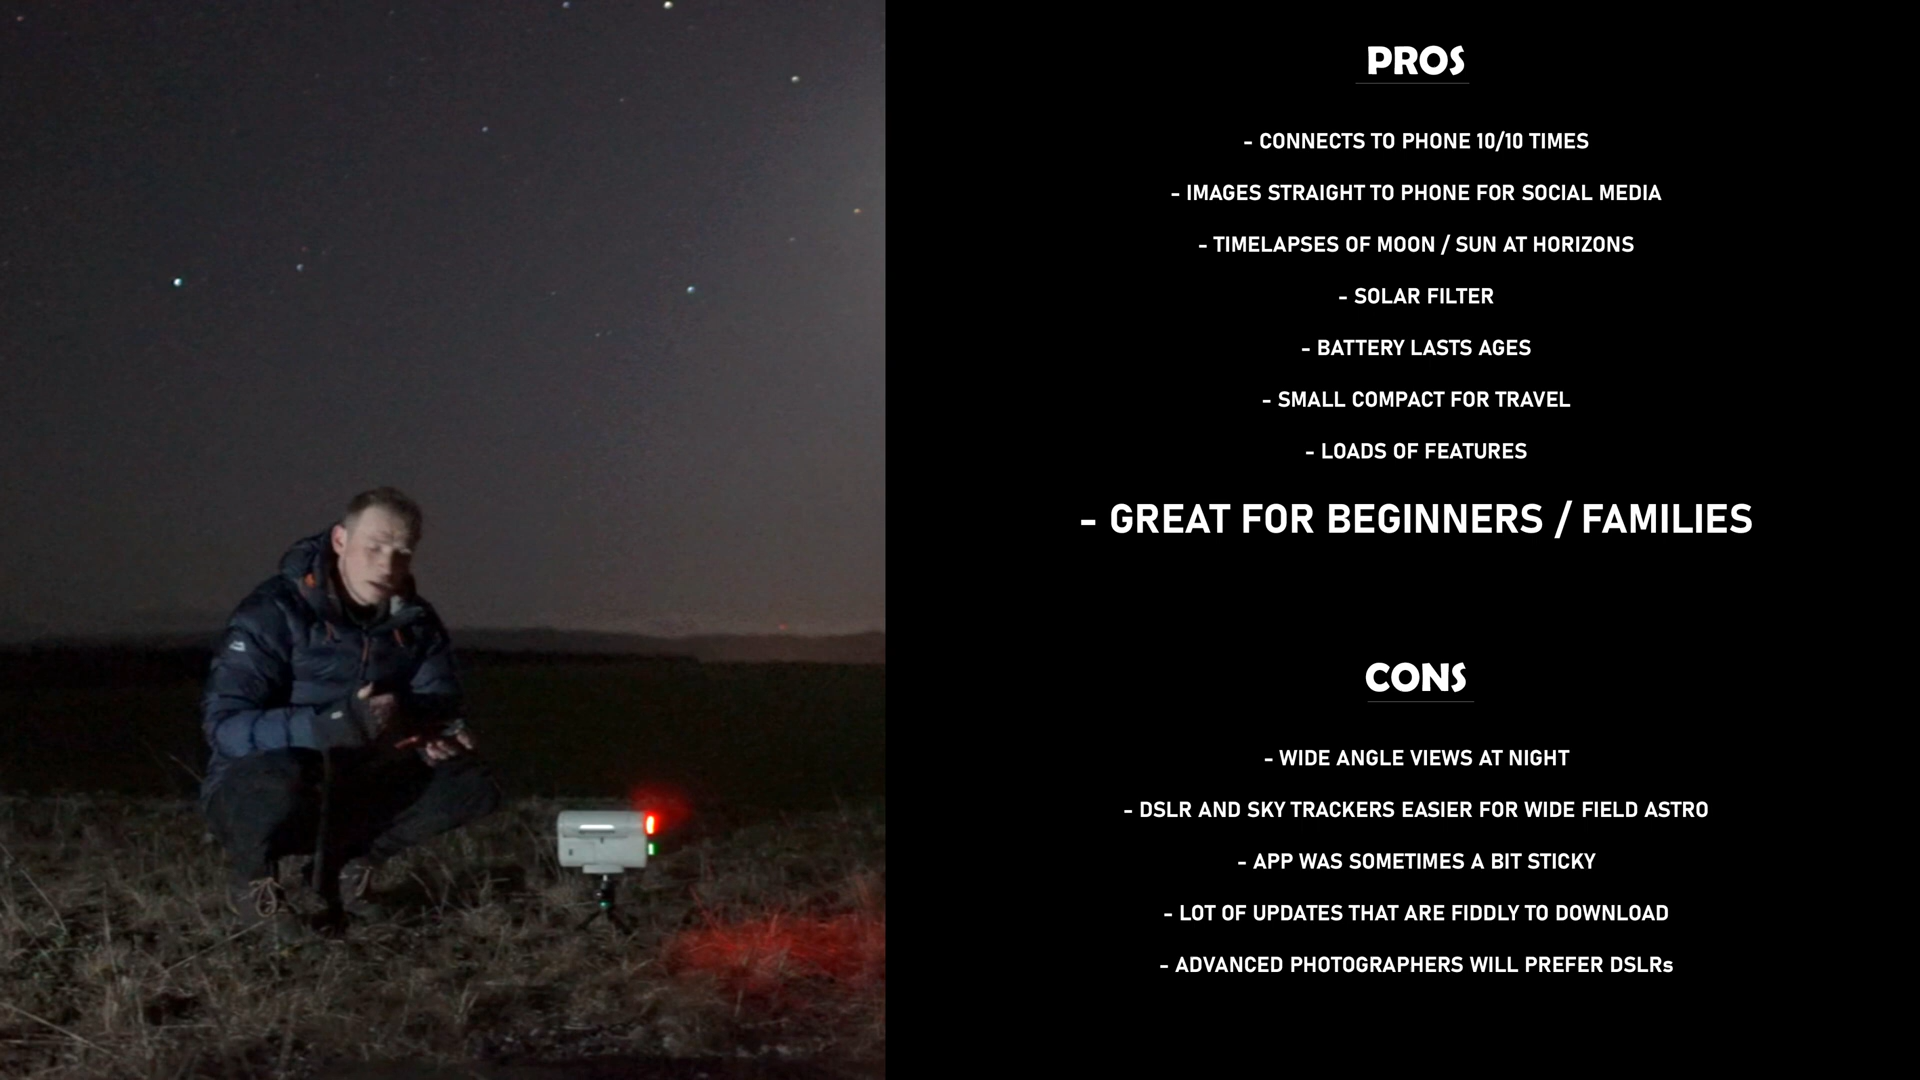 PROS
- CONNECTS TO PHONE 10/10 TIMES
- IMAGES STRAIGHT TO PHONE FOR SOCIAL MEDIA
- TIMELAPSES OF MOON / SUN AT HORIZONS
- SOLAR FILTER
- BATTERY LASTS AGES
- SMALL COMPACT FOR TRAVEL
- LOADS OF FEATURES
- GREAT FOR BEGINNERS / FAMILIES
CONS
- WIDE ANGLE VIEWS AT NIGHT
- DSLR AND SKY TRACKERS EASIER FOR WIDE FIELD ASTRO
- APP WAS SOMETIMES A BIT STICKY
- LOT OF UPDATES THAT ARE FIDDLY TO DOWNLOAD
- ADVANCED PHOTOGRAPHERS WILL PREFER DSLRs